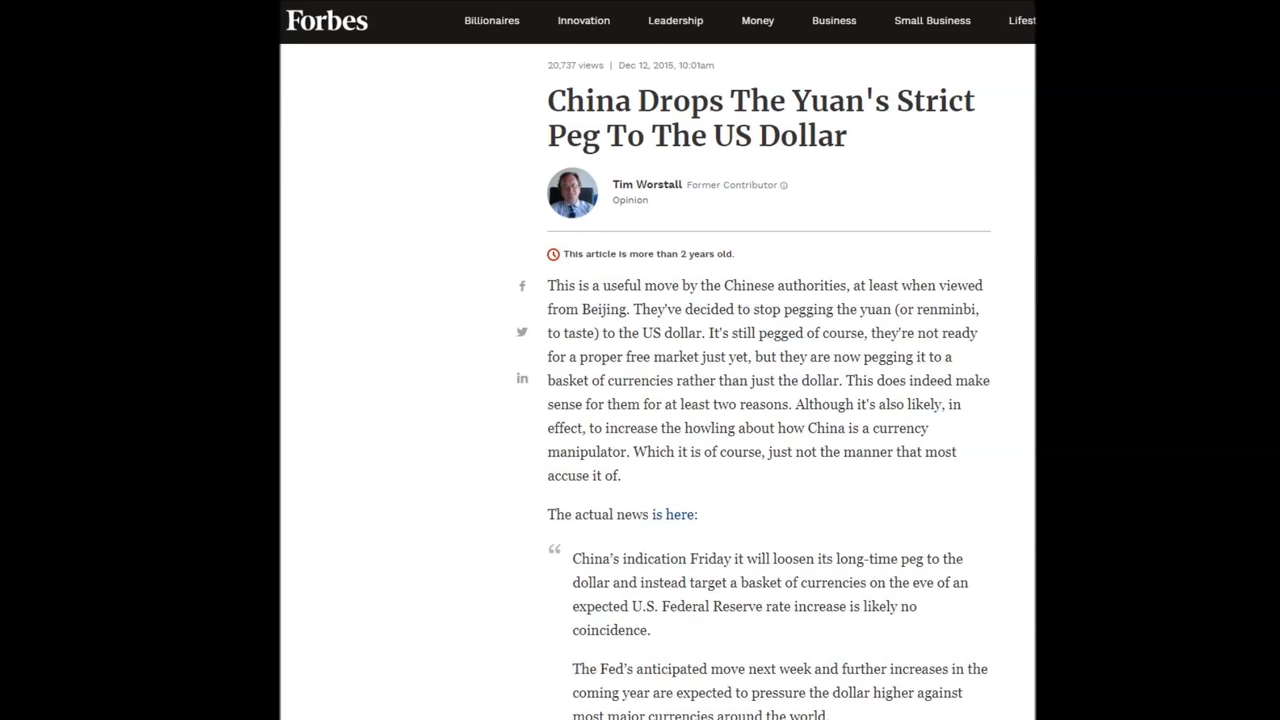 Forbes
Billionaires Innovation Leadership Money Business Small Business Lifest
20,737 views | Dec 12, 2015, 10:01am
China Drops The Yuan's Strict
Peg To The US Dollar
Tim Worstall Former Contributor
Opinion
This article is more than 2 years old.
This is a useful move by the Chinese authorities, at least when viewed
from Beijing. They've decided to stop pegging the yuan (or renminbi,
to taste) to the US dollar. It's still pegged of course, they're not ready
for a proper free market just yet, but they are now pegging it to a
basket of currencies rather than just the dollar. This does indeed make
sense for them for at least two reasons. Although it's also likely, in
effect, to increase the howling about how China is a currency
manipulator. Which it is of course, just not the manner that most
accuse it of.
The actual news is here:
“
China’s indication Friday it will loosen its long-time peg to the
dollar and instead target a basket of currencies on the eve of an
expected U.S. Federal Reserve rate increase is likely no
coincidence.
The Fed’s anticipated move next week and further increases in the
coming year are expected to pressure the dollar higher against
most major currencies around the world.